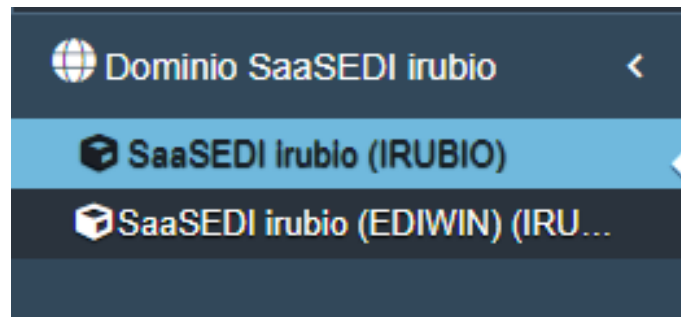 Dominio SaaSEDI irubio
SaaSEDI irubio (IRUBIO)
SaaSEDI irubio (EDIWIN) (IRU...